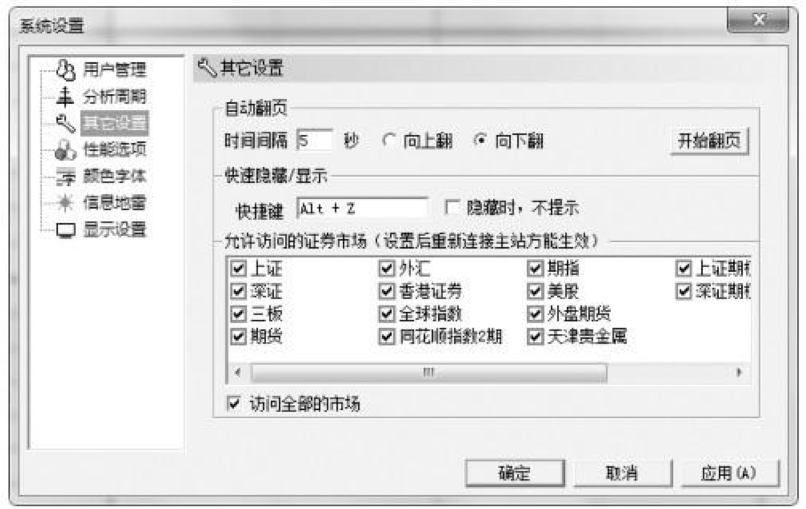 系统设置
用户管理
分析周期
其它设置
性能选项
颜色字体
信息地雷
显示设置
其它设置
自动翻页
时间间隔 5 秒 向上翻 向下翻 开始翻页
快速隐藏/显示
快捷键 Alt + Z 隐藏时，不提示
允许访问的证券市场（设置后重新连接主站方能生效）
上证 外汇 期指 上证期
深证 香港证券 美股 深证期
三板 全球指数 外盘期货
期货 同花顺指数2期 天津贵金属
访问全部的市场
确定 取消 应用(A)